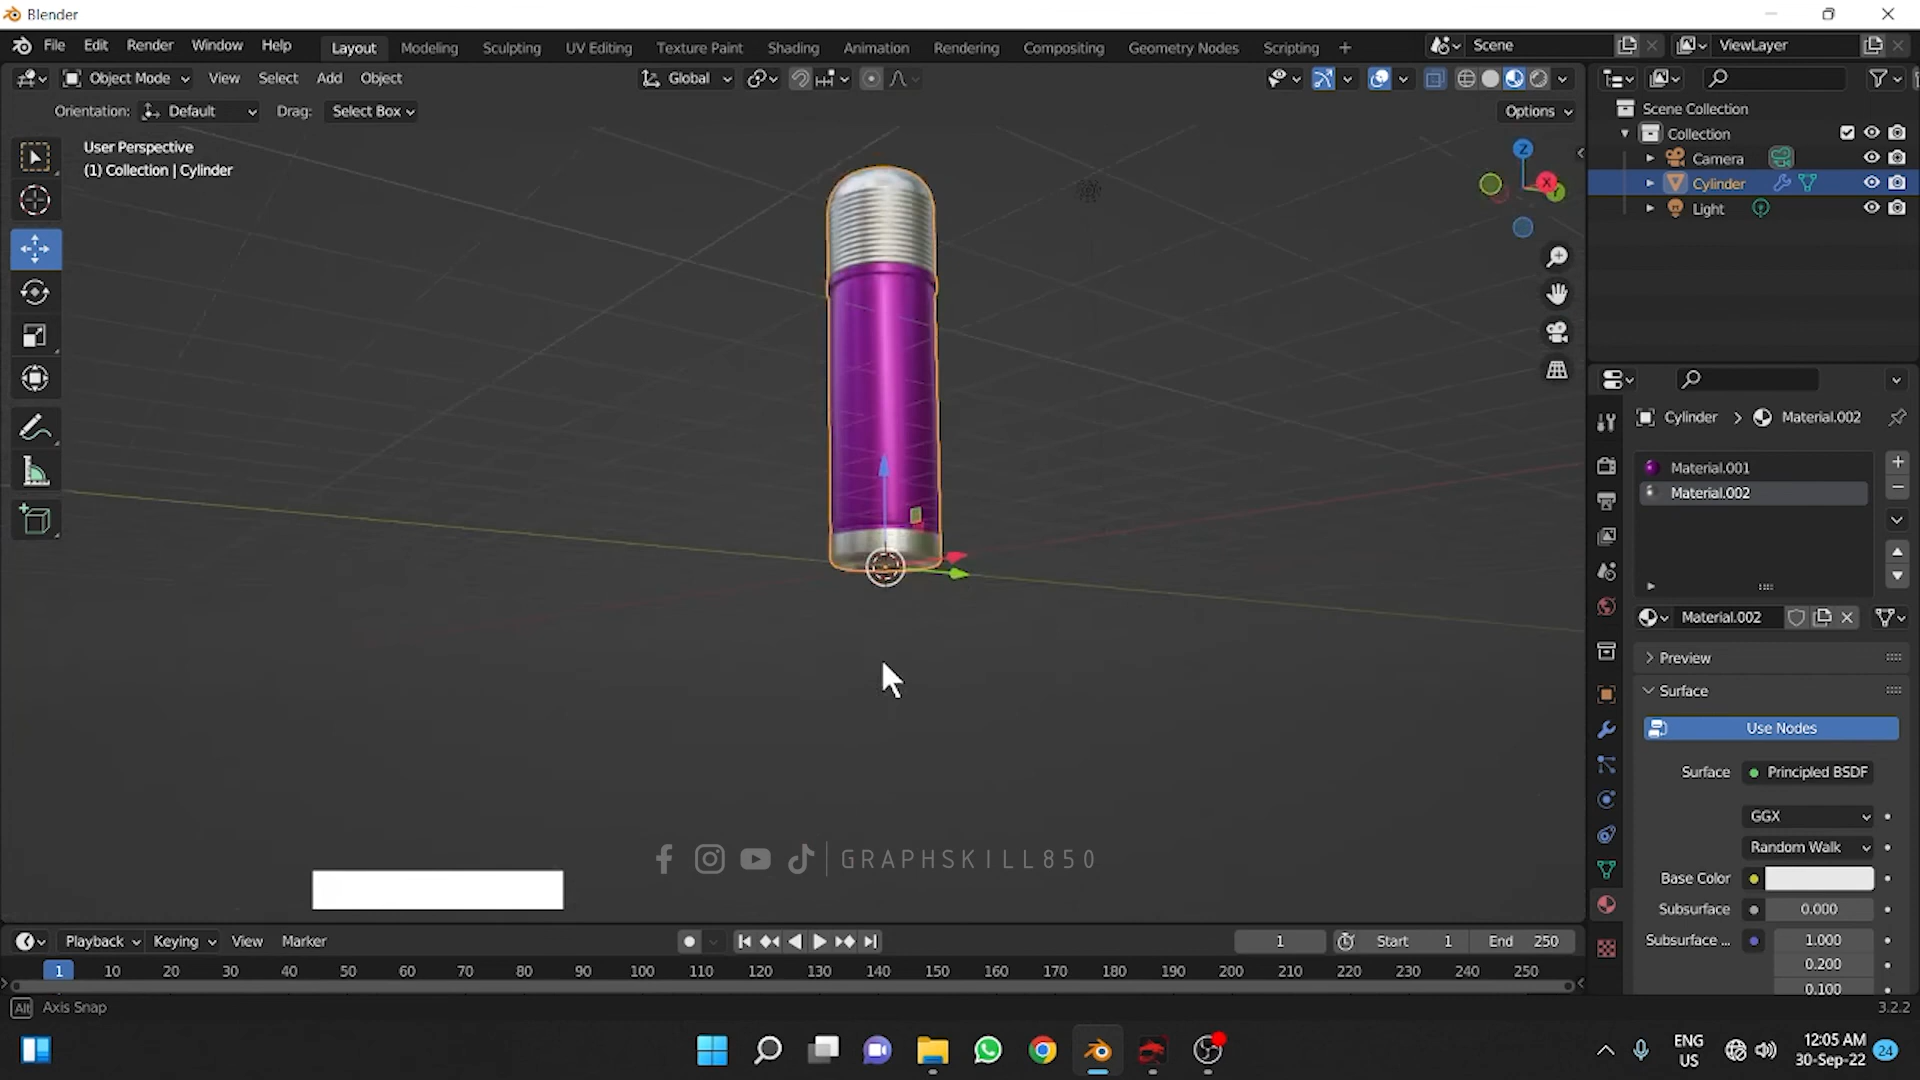 Blender
File Edit Render Window Help Layout Modeling Sculpting UV Editing Texture Paint Shading Animation Rendering Compositing Geometry Nodes Scripting + Scene ViewLayer
Object Mode View Select Add Object Global
Orientation: Default Drag: Select Box Options
User Perspective
(1) Collection | Cylinder
Z
X
Y
Scene Collection
Collection
Camera
Cylinder
Light
Cylinder > Material.002
Material.001
Material.002
Material.002
Preview
Surface
Use Nodes
Surface Principled BSDF
GGX
Random Walk
Base Color
Subsurface 0.000
Subsurface ... 1.000
0.200
0.100
GRAPHSKILL850
Playback Keying View Marker 1 Start 1 End 250
1 10 20 30 40 50 60 70 80 90 100 110 120 130 140 150 160 170 180 190 200 210 220 230 240 250
Alt Axis Snap 3.2.2
ENG
US
12:05 AM
30-Sep-22
24